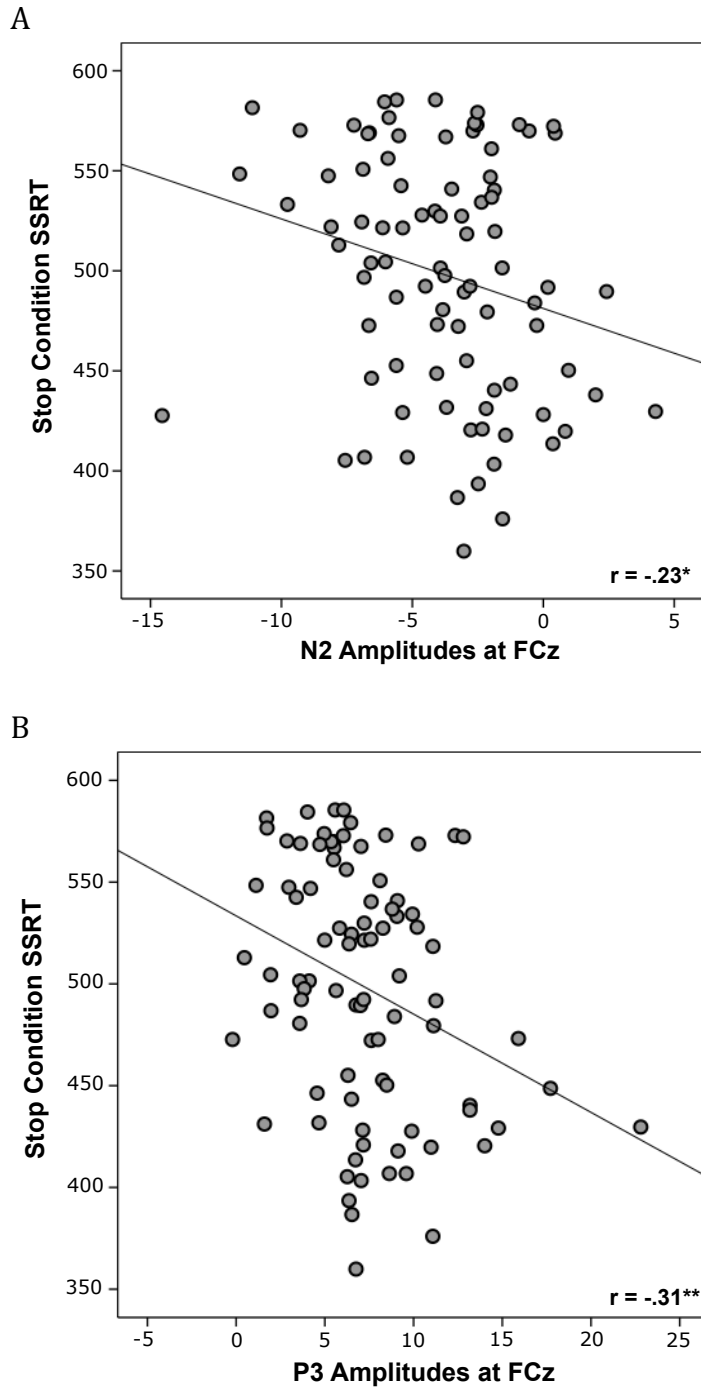 A
Stop Condition SSRT
600
550
500
450
400
350
r = -.23*
-15 -10 -5 0 5
N2 Amplitudes at FCz
B
Stop Condition SSRT
600
550
500
450
400
350
r = -.31**
-5 0 5 10 15 20 25
P3 Amplitudes at FCz